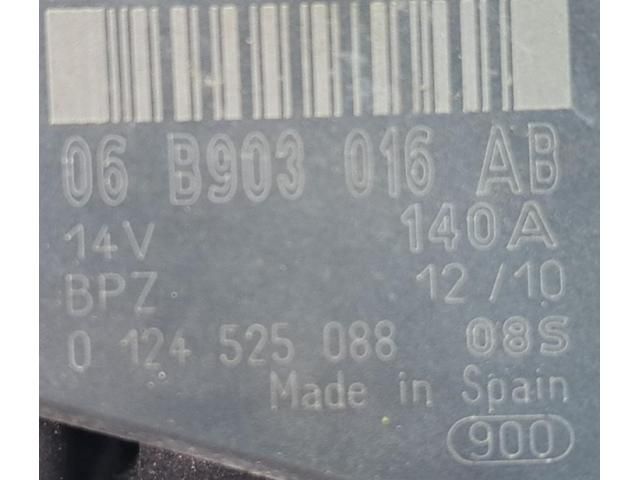 06 B903 016 AB
14V 140A
BPZ 12/10
0 124 525 088 08S
Made in Spain
900